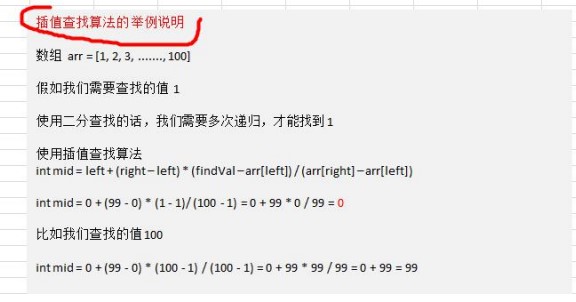 插值查找算法的举例说明
数组 arr = [1, 2, 3, ......., 100]
假如我们需要查找的值 1
使用二分查找的话，我们需要多次递归，才能找到 1
使用插值查找算法
int mid = left + (right – left) * (findVal – arr[left]) / (arr[right] – arr[left])
int mid = 0 + (99 - 0) * (1 - 1)/ (100 - 1) = 0 + 99 * 0 / 99 = 0
比如我们查找的值 100
int mid = 0 + (99 - 0) * (100 - 1) / (100 - 1) = 0 + 99 * 99 / 99 = 0 + 99 = 99